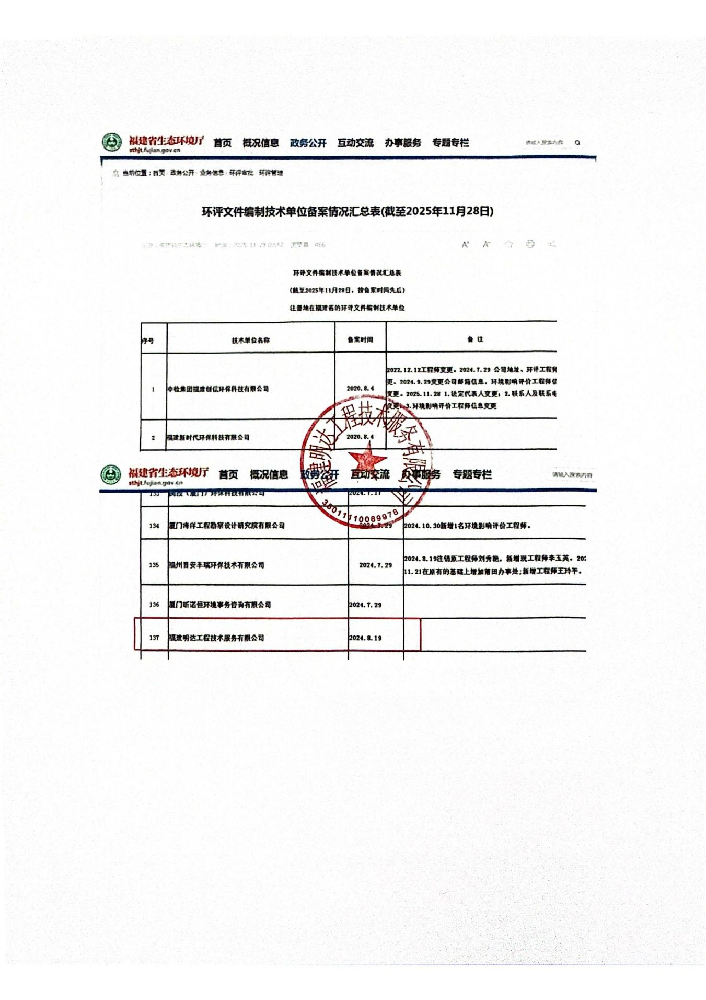 福建省生态环境厅 首页 概况信息 政务公开 互动交流 办事服务 专题专栏 请输入搜索内容
sthjt.fujian.gov.cn
当前位置：首页 政务公开 业务信息 环评审批 环评管理
环评文件编制技术单位备案情况汇总表(截至2025年11月28日)
来源：福建省生态环境厅 时间：2025-11-28 09:42 浏览量：466
A+ A-
环评文件编制技术单位备案情况汇总表
(截至2025年11月28日，按备案时间先后)
注册地在福建省的环评文件编制技术单位
序号 技术单位名称 备案时间 备 注
1 中检集团福建创信环保科技有限公司 2020.8.4
2022.12.12工程师变更。2024.7.29 公司地址、环评工程师
更。2024.9.29变更公司邮箱信息，环境影响评价工程师信
变更。2025.11.28 1.法定代表人变更；2.联系人及联系电
变更；3.环境影响评价工程师信息变更
2 福建新时代环保科技有限公司 2020.8.4
福建明达工程技术服务有限公司
35011110089978
福建省生态环境厅 首页 概况信息 政务公开 互动交流 办事服务 专题专栏 请输入搜索内容
sthjt.fujian.gov.cn
133 （厦门）环保科技有限公司 2024.7.17
134 厦门海洋工程勘察设计研究院有限公司 2024.7.29 2024.10.30新增1名环境影响评价工程师。
135 福州晋安丰瑞环保技术有限公司 2024.7.29
2024.8.19注销原工程师刘秀艳，新增现工程师李玉英。202
11.21在原有的基础上增加莆田办事处;新增工程师王玲平。
136 厦门昕诺恒环境事务咨询有限公司 2024.7.29
137 福建明达工程技术服务有限公司 2024.8.19